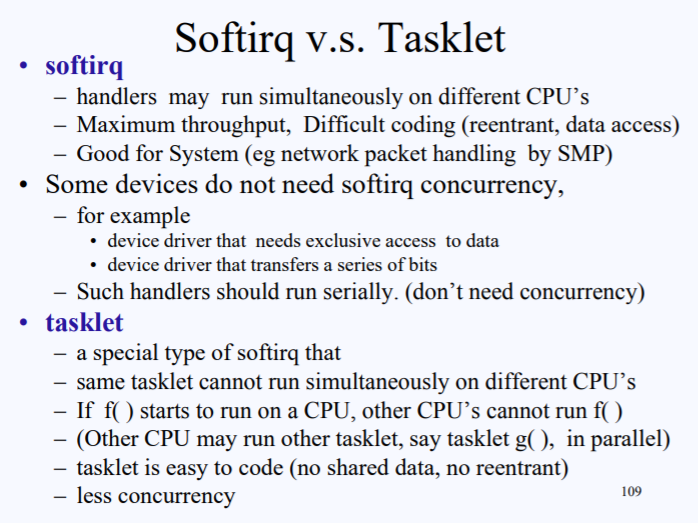 Softirq v.s. Tasklet
• softirq
– handlers may run simultaneously on different CPU's
– Maximum throughput, Difficult coding (reentrant, data access)
– Good for System (eg network packet handling by SMP)
• Some devices do not need softirq concurrency,
– for example
• device driver that needs exclusive access to data
• device driver that transfers a series of bits
– Such handlers should run serially. (don't need concurrency)
• tasklet
– a special type of softirq that
– same tasklet cannot run simultaneously on different CPU's
– If f( ) starts to run on a CPU, other CPU's cannot run f( )
– (Other CPU may run other tasklet, say tasklet g( ), in parallel)
– tasklet is easy to code (no shared data, no reentrant)
– less concurrency
109